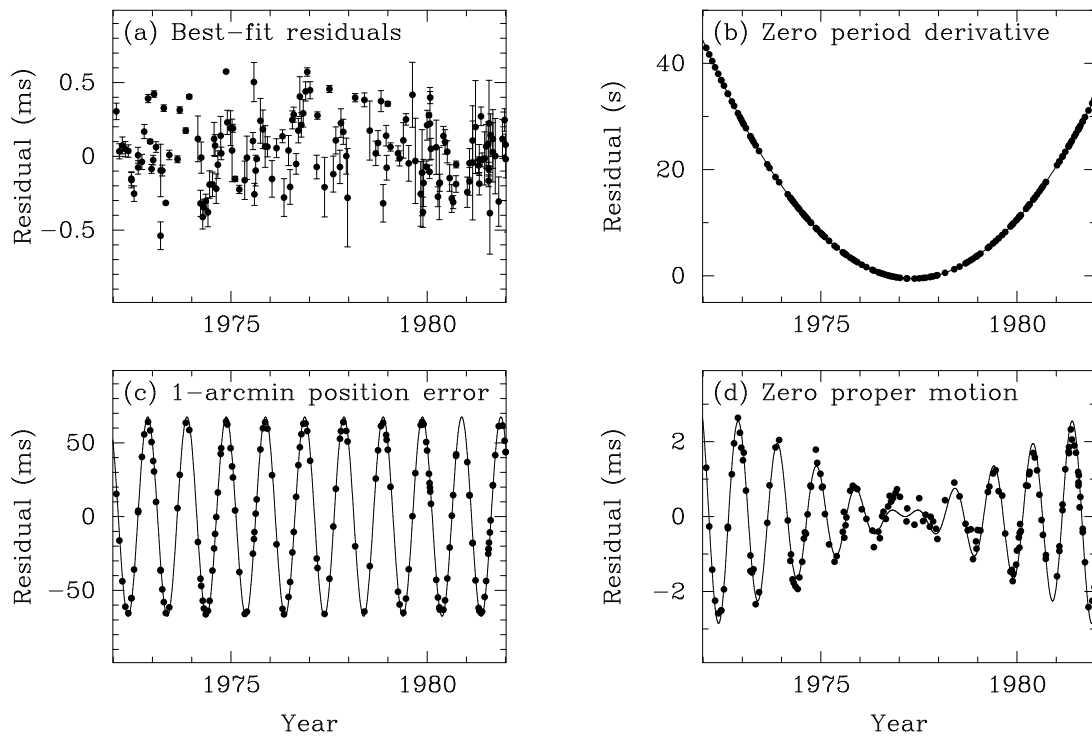 (a) Best-fit residuals
Residual (ms)
0.5
0
-0.5
1975
1980
(b) Zero period derivative
Residual (s)
40
20
0
1975
1980
(c) 1-arcmin position error
Residual (ms)
50
0
-50
1975
1980
Year
(d) Zero proper motion
Residual (ms)
2
0
-2
1975
1980
Year